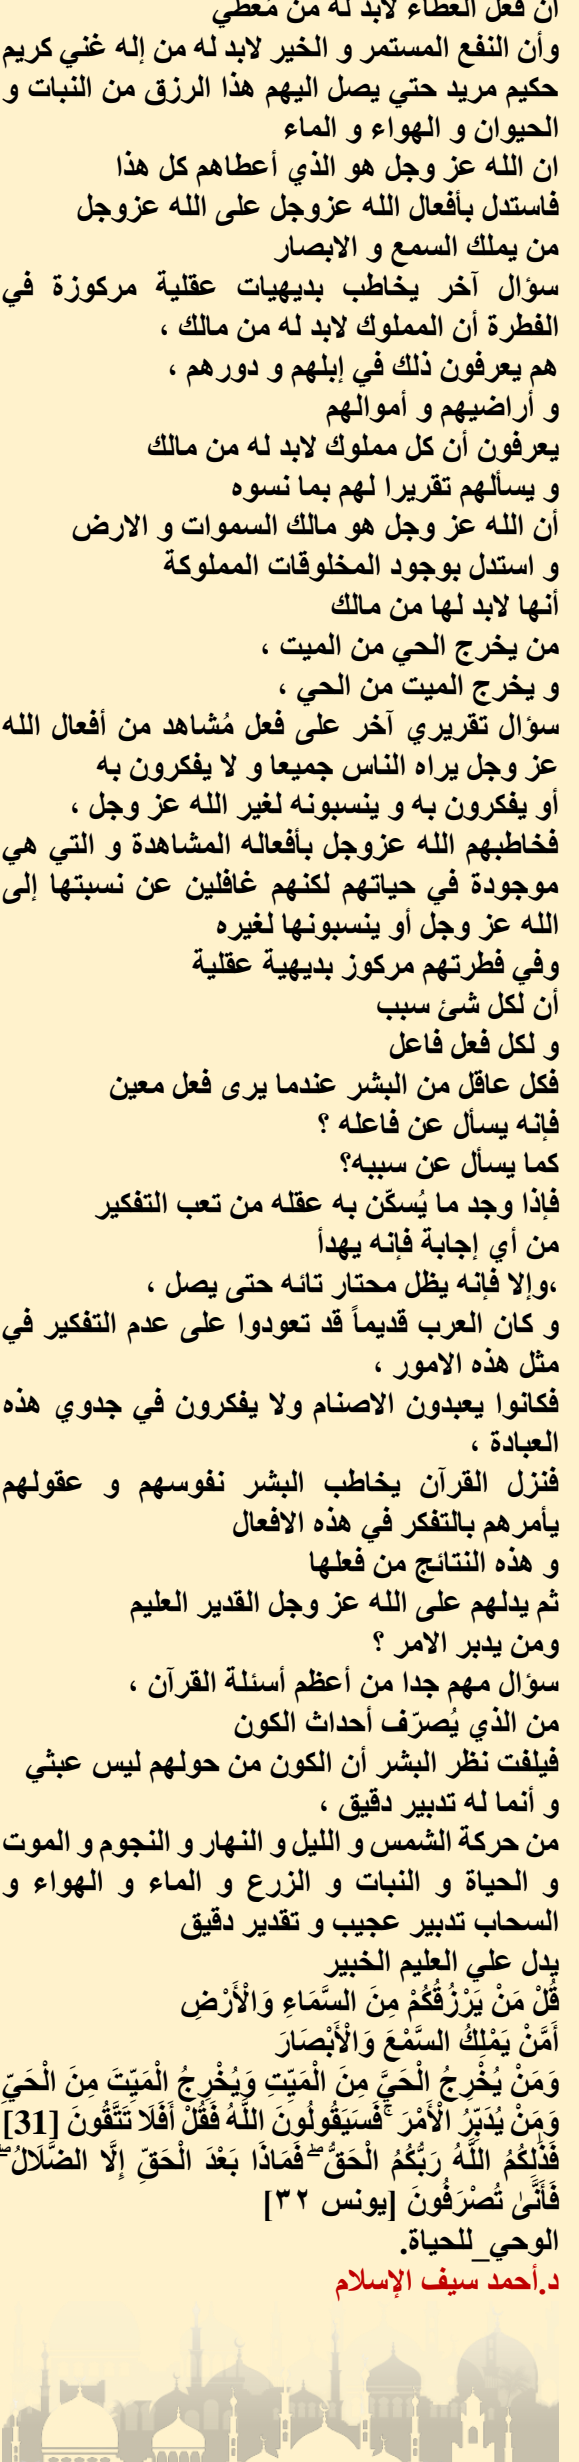 ان فعل العطاء لابد له من مُعطي
وأن النفع المستمر و الخير لابد له من إله غني كريم
حكيم مريد حتي يصل اليهم هذا الرزق من النبات و
الحيوان و الهواء و الماء
ان الله عز وجل هو الذي أعطاهم كل هذا
فاستدل بأفعال الله عزوجل على الله عزوجل
من يملك السمع و الابصار
سؤال آخر يخاطب بديهيات عقلية مركوزة في
الفطرة أن المملوك لابد له من مالك ،
هم يعرفون ذلك في إبلهم و دورهم ،
و أراضيهم و أموالهم
يعرفون أن كل مملوك لابد له من مالك
و يسألهم تقريرا لهم بما نسوه
أن الله عز وجل هو مالك السموات و الارض
و استدل بوجود المخلوقات المملوكة
أنها لابد لها من مالك
من يخرج الحي من الميت ،
و يخرج الميت من الحي ،
سؤال تقريري آخر على فعل مُشاهد من أفعال الله
عز وجل يراه الناس جميعا و لا يفكرون به
أو يفكرون به و ينسبونه لغير الله عز وجل ،
فخاطبهم الله عزوجل بأفعاله المشاهدة و التي هي
موجودة في حياتهم لكنهم غافلين عن نسبتها إلى
الله عز وجل أو ينسبونها لغيره
وفي فطرتهم مركوز بديهية عقلية
أن لكل شئ سبب
و لكل فعل فاعل
فكل عاقل من البشر عندما يرى فعل معين
فإنه يسأل عن فاعله ؟
كما يسأل عن سببه؟
فإذا وجد ما يُسكّن به عقله من تعب التفكير
من أي إجابة فإنه يهدأ
،وإلا فإنه يظل محتار تائه حتى يصل ،
و كان العرب قديماً قد تعودوا على عدم التفكير في
مثل هذه الامور ،
فكانوا يعبدون الاصنام ولا يفكرون في جدوي هذه
العبادة ،
فنزل القرآن يخاطب البشر نفوسهم و عقولهم
يأمرهم بالتفكر في هذه الافعال
و هذه النتائج من فعلها
ثم يدلهم على الله عز وجل القدير العليم
ومن يدبر الامر ؟
سؤال مهم جدا من أعظم أسئلة القرآن ،
من الذي يُصرّف أحداث الكون
فيلفت نظر البشر أن الكون من حولهم ليس عبثي
و أنما له تدبير دقيق ،
من حركة الشمس و الليل و النهار و النجوم و الموت
و الحياة و النبات و الزرع و الماء و الهواء و
السحاب تدبير عجيب و تقدير دقيق
يدل علي العليم الخبير
قُلْ مَنْ يَرْزُقُكُمْ مِنَ السَّمَاءِ وَالْأَرْضِ
أَمَّنْ يَمْلِكُ السَّمْعَ وَالْأَبْصَارَ
وَمَنْ يُخْرِجُ الْحَيَّ مِنَ الْمَيِّتِ وَيُخْرِجُ الْمَيِّتَ مِنَ الْحَيِّ
وَمَنْ يُدَبِّرُ الْأَمْرَ ۚ فَسَيَقُولُونَ اللَّهُ فَقُلْ أَفَلَا تَتَّقُونَ [31]
فَذَٰلِكُمُ اللَّهُ رَبُّكُمُ الْحَقُّ ۖ فَمَاذَا بَعْدَ الْحَقِّ إِلَّا الضَّلَالُ ۖ
فَأَنَّىٰ تُصْرَفُونَ [يونس ٣٢]
الوحي_للحياة.
د.أحمد سيف الإسلام